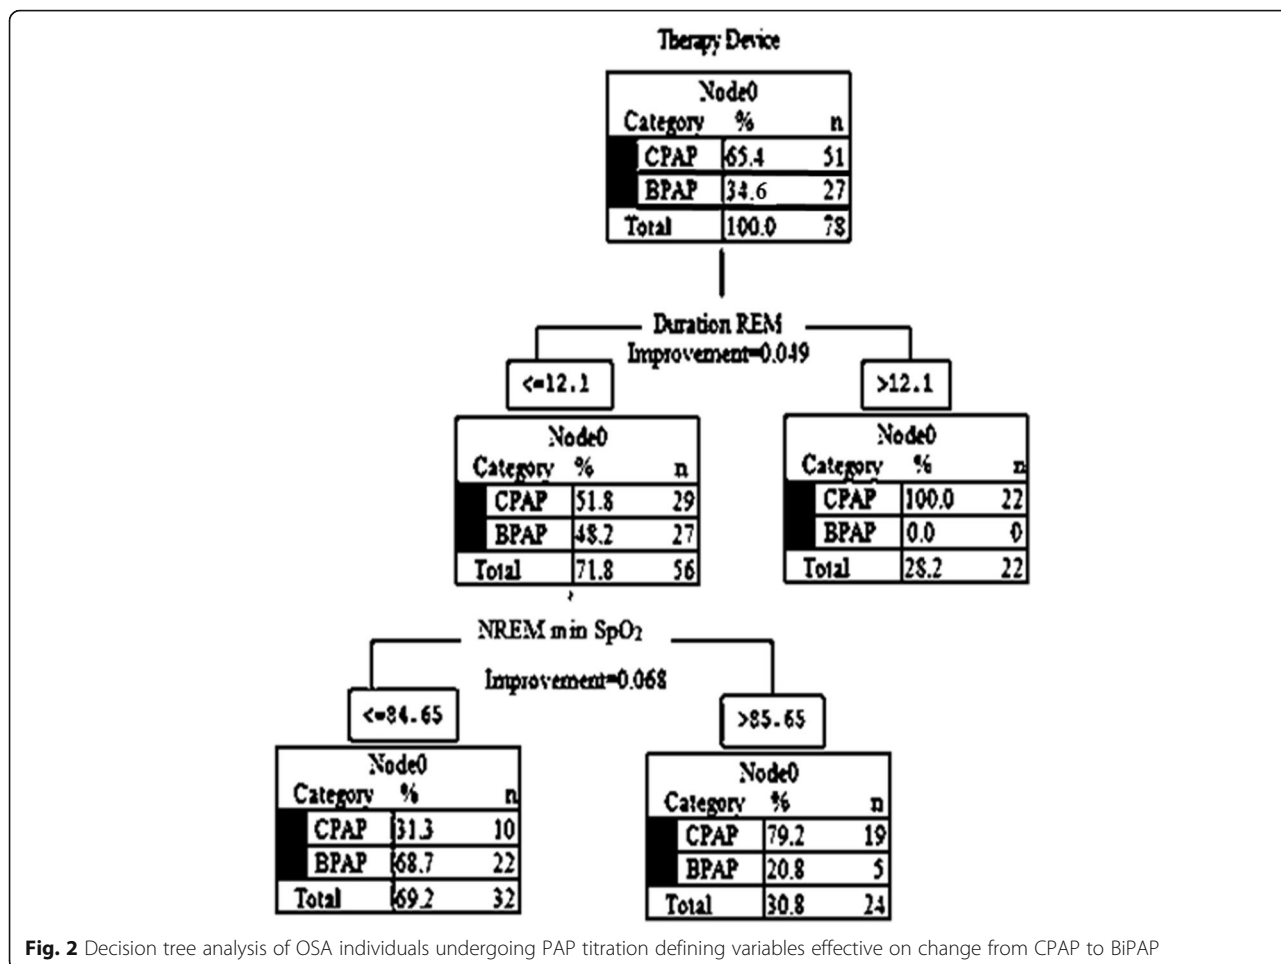 Therapy Device
Node0
Category % n
CPAP 65.4 51
BPAP 34.6 27
Total 100.0 78
Duration REM
Improvement=0.049
<=12.1
>12.1
Node0
Category % n
CPAP 51.8 29
BPAP 48.2 27
Total 71.8 56
Node0
Category % n
CPAP 100.0 22
BPAP 0.0 0
Total 28.2 22
NREM min SpO2
Improvement=0.068
<=84.65
>85.65
Node0
Category % n
CPAP 31.3 10
BPAP 68.7 22
Total 69.2 32
Node0
Category % n
CPAP 79.2 19
BPAP 20.8 5
Total 30.8 24
Fig. 2 Decision tree analysis of OSA individuals undergoing PAP titration defining variables effective on change from CPAP to BiPAP